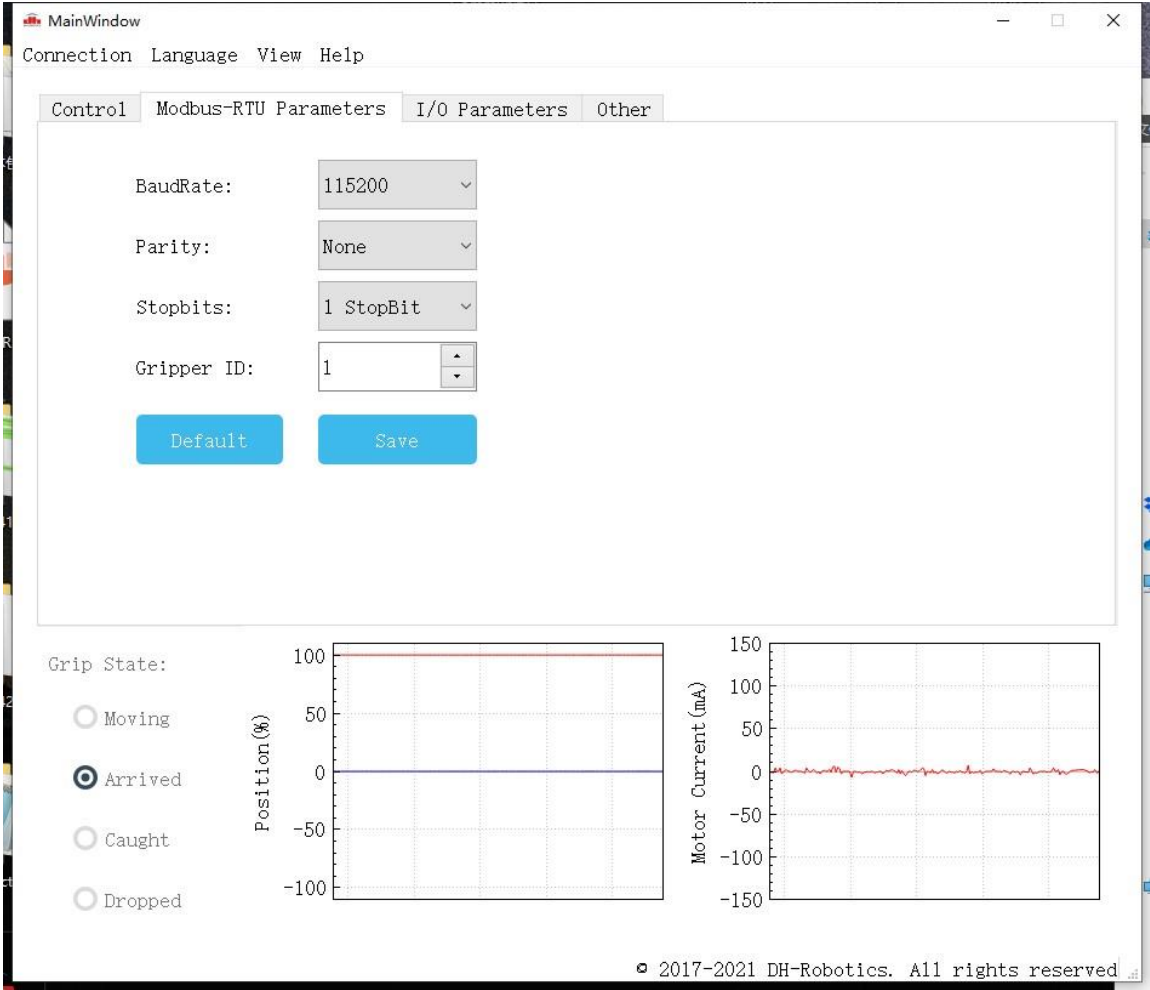 MainWindow
Connection Language View Help
Control Modbus-RTU Parameters I/O Parameters Other
BaudRate: 115200
Parity: None
Stopbits: 1 StopBit
Gripper ID: 1
Default Save
Grip State:
Moving
Arrived
Caught
Dropped
Position(%)
100
50
0
-50
-100
Motor Current(mA)
150
100
50
0
-50
-100
-150
© 2017-2021 DH-Robotics. All rights reserved